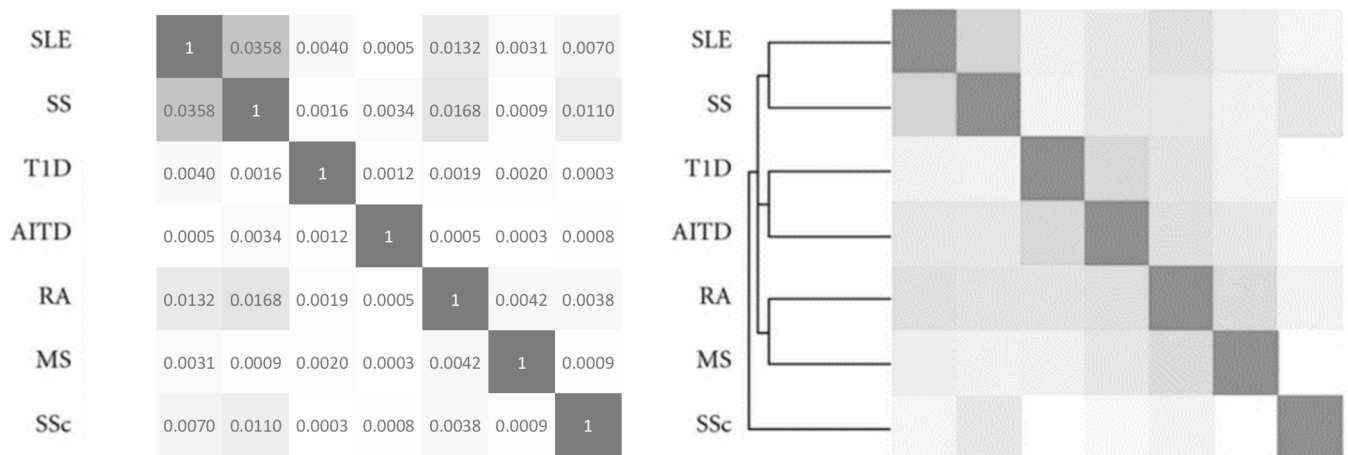 SLE 1 0.0358 0.0040 0.0005 0.0132 0.0031 0.0070 SLE
SS 0.0358 1 0.0016 0.0034 0.0168 0.0009 0.0110 SS
T1D 0.0040 0.0016 1 0.0012 0.0019 0.0020 0.0003 T1D
AITD 0.0005 0.0034 0.0012 1 0.0005 0.0003 0.0008 AITD
RA 0.0132 0.0168 0.0019 0.0005 1 0.0042 0.0038 RA
MS 0.0031 0.0009 0.0020 0.0003 0.0042 1 0.0009 MS
SSc 0.0070 0.0110 0.0003 0.0008 0.0038 0.0009 1 SSc